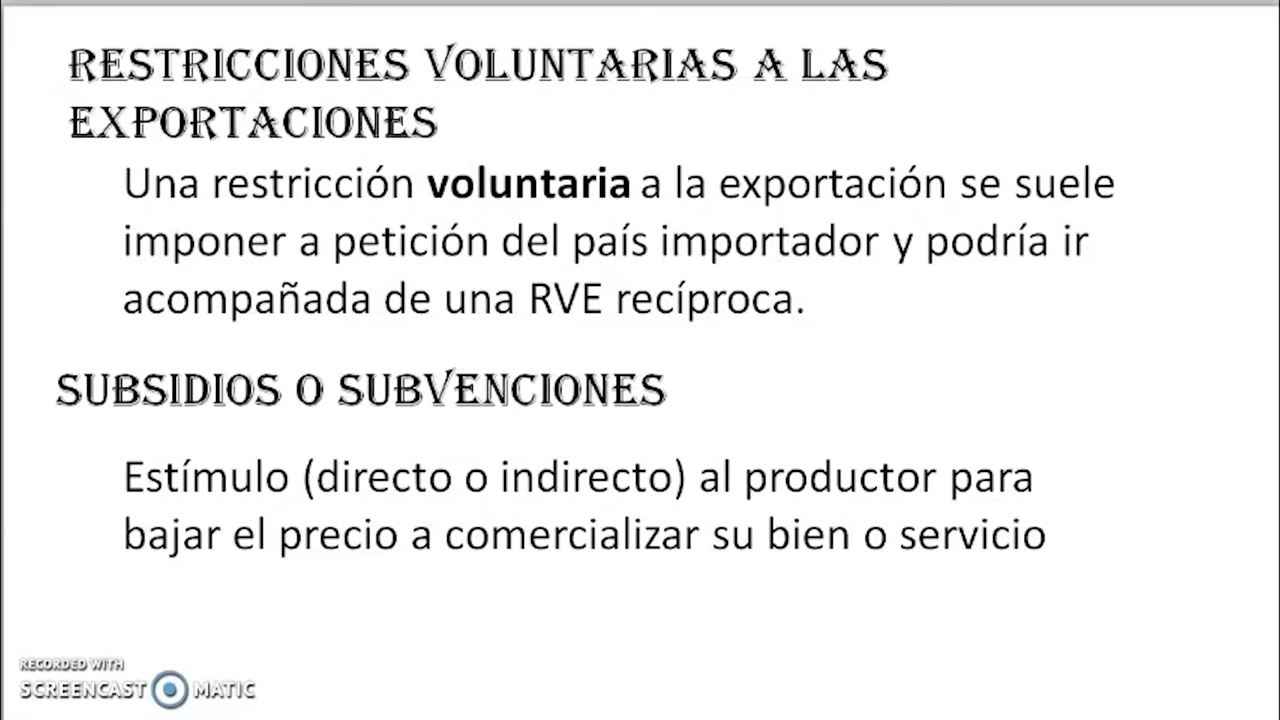 RESTRICCIONES VOLUNTARIAS A LAS
EXPORTACIONES
Una restricción voluntaria a la exportación se suele
imponer a petición del país importador y podría ir
acompañada de una RVE recíproca.
SUBSIDIOS O SUBVENCIONES
Estímulo (directo o indirecto) al productor para
bajar el precio a comercializar su bien o servicio
RECORDED WITH
SCREENCAST MATIC